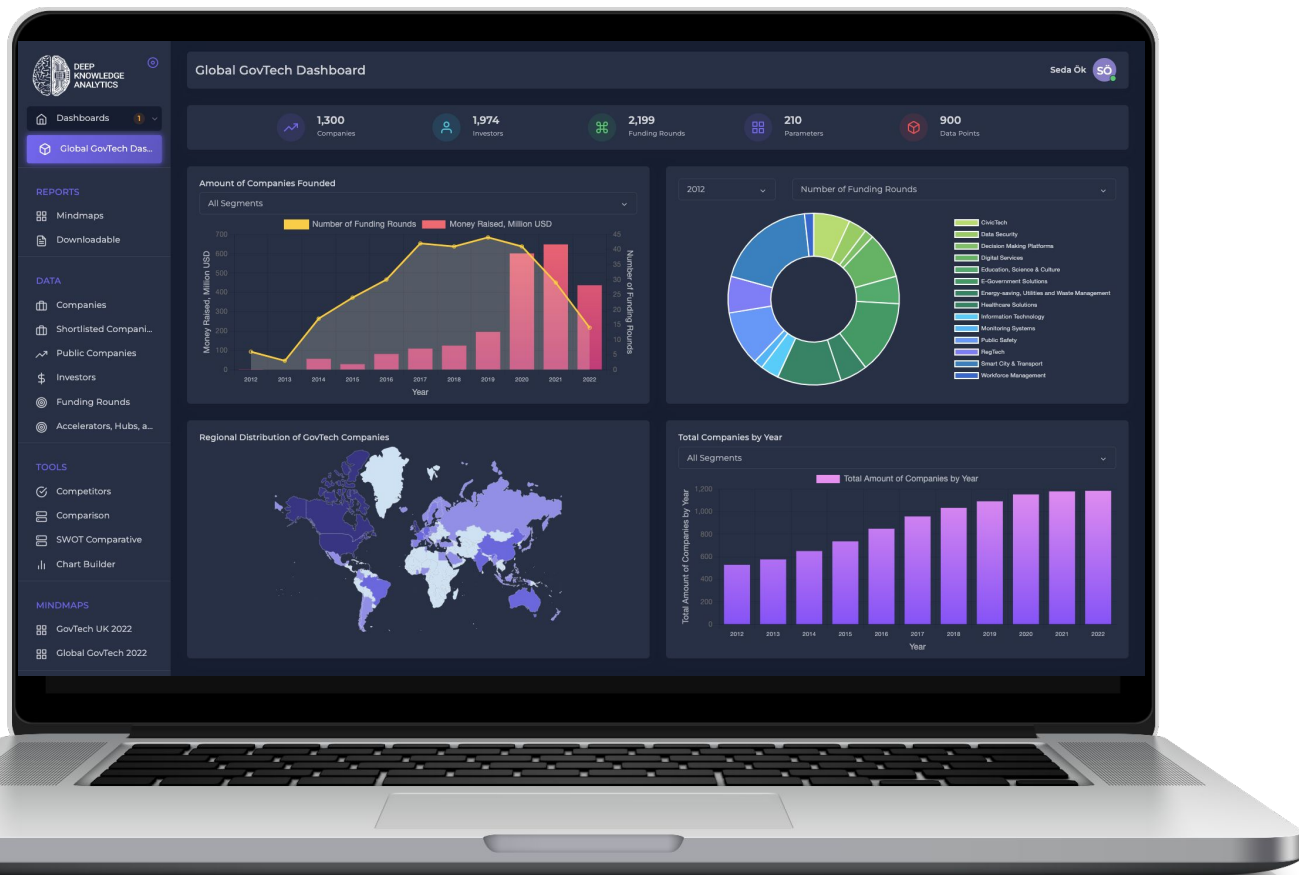 DEEP
KNOWLEDGE
ANALYTICS
Dashboards 1
Global GovTech Das...
REPORTS
Mindmaps
Downloadable
DATA
Companies
Shortlisted Compani...
Public Companies
Investors
Funding Rounds
Accelerators, Hubs, a...
TOOLS
Competitors
Comparison
SWOT Comparative
Chart Builder
MINDMAPS
GovTech UK 2022
Global GovTech 2022
Global GovTech Dashboard
Seda Ök SÖ
1,300
Companies
1,974
Investors
2,199
Funding Rounds
210
Parameters
900
Data Points
Amount of Companies Founded
All Segments
Number of Funding Rounds Money Raised, Million USD
Money Raised, Million USD
700
600
500
400
300
200
100
0
45
40
35
30
25
20
15
10
5
0
Number of Funding Rounds
2012 2013 2014 2015 2016 2017 2018 2019 2020 2021 2022
Year
2012
Number of Funding Rounds
CivicTech
Data Security
Decision Making Platforms
Digital Services
Education, Science & Culture
E-Government Solutions
Energy-saving, Utilities and Waste Management
Healthcare Solutions
Information Technology
Monitoring Systems
Public Safety
RegTech
Smart City & Transport
Workforce Management
Regional Distribution of GovTech Companies
Total Companies by Year
All Segments
Total Amount of Companies by Year
Total Amount of Companies by Year
1,200
1,000
800
600
400
200
0
2012 2013 2014 2015 2016 2017 2018 2019 2020 2021 2022
Year